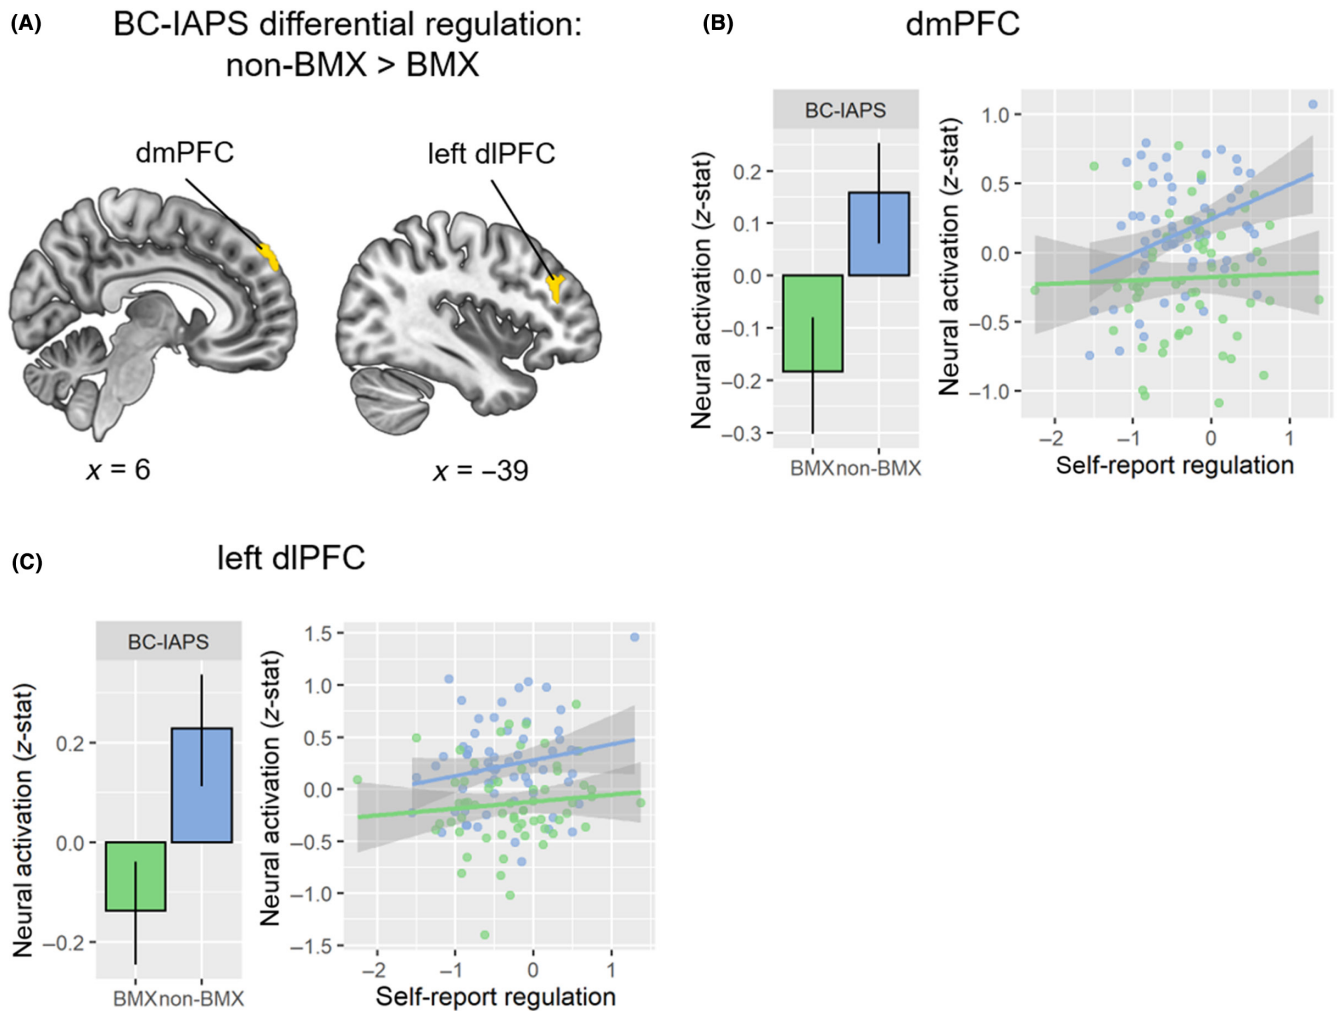 (A)
BC-IAPS differential regulation:
non-BMX > BMX
dmPFC
left dlPFC
x = 6
x = –39
(B)
dmPFC
BC-IAPS
Neural activation (z-stat)
0.2
0.1
0.0
–0.1
–0.2
–0.3
BMX
non-BMX
Neural activation (z-stat)
1.0
0.5
0.0
–0.5
–1.0
–2
–1
0
1
Self-report regulation
(C)
left dlPFC
BC-IAPS
Neural activation (z-stat)
0.2
0.0
–0.2
BMX
non-BMX
Neural activation (z-stat)
1.5
1.0
0.5
0.0
–0.5
–1.0
–1.5
–2
–1
0
1
Self-report regulation